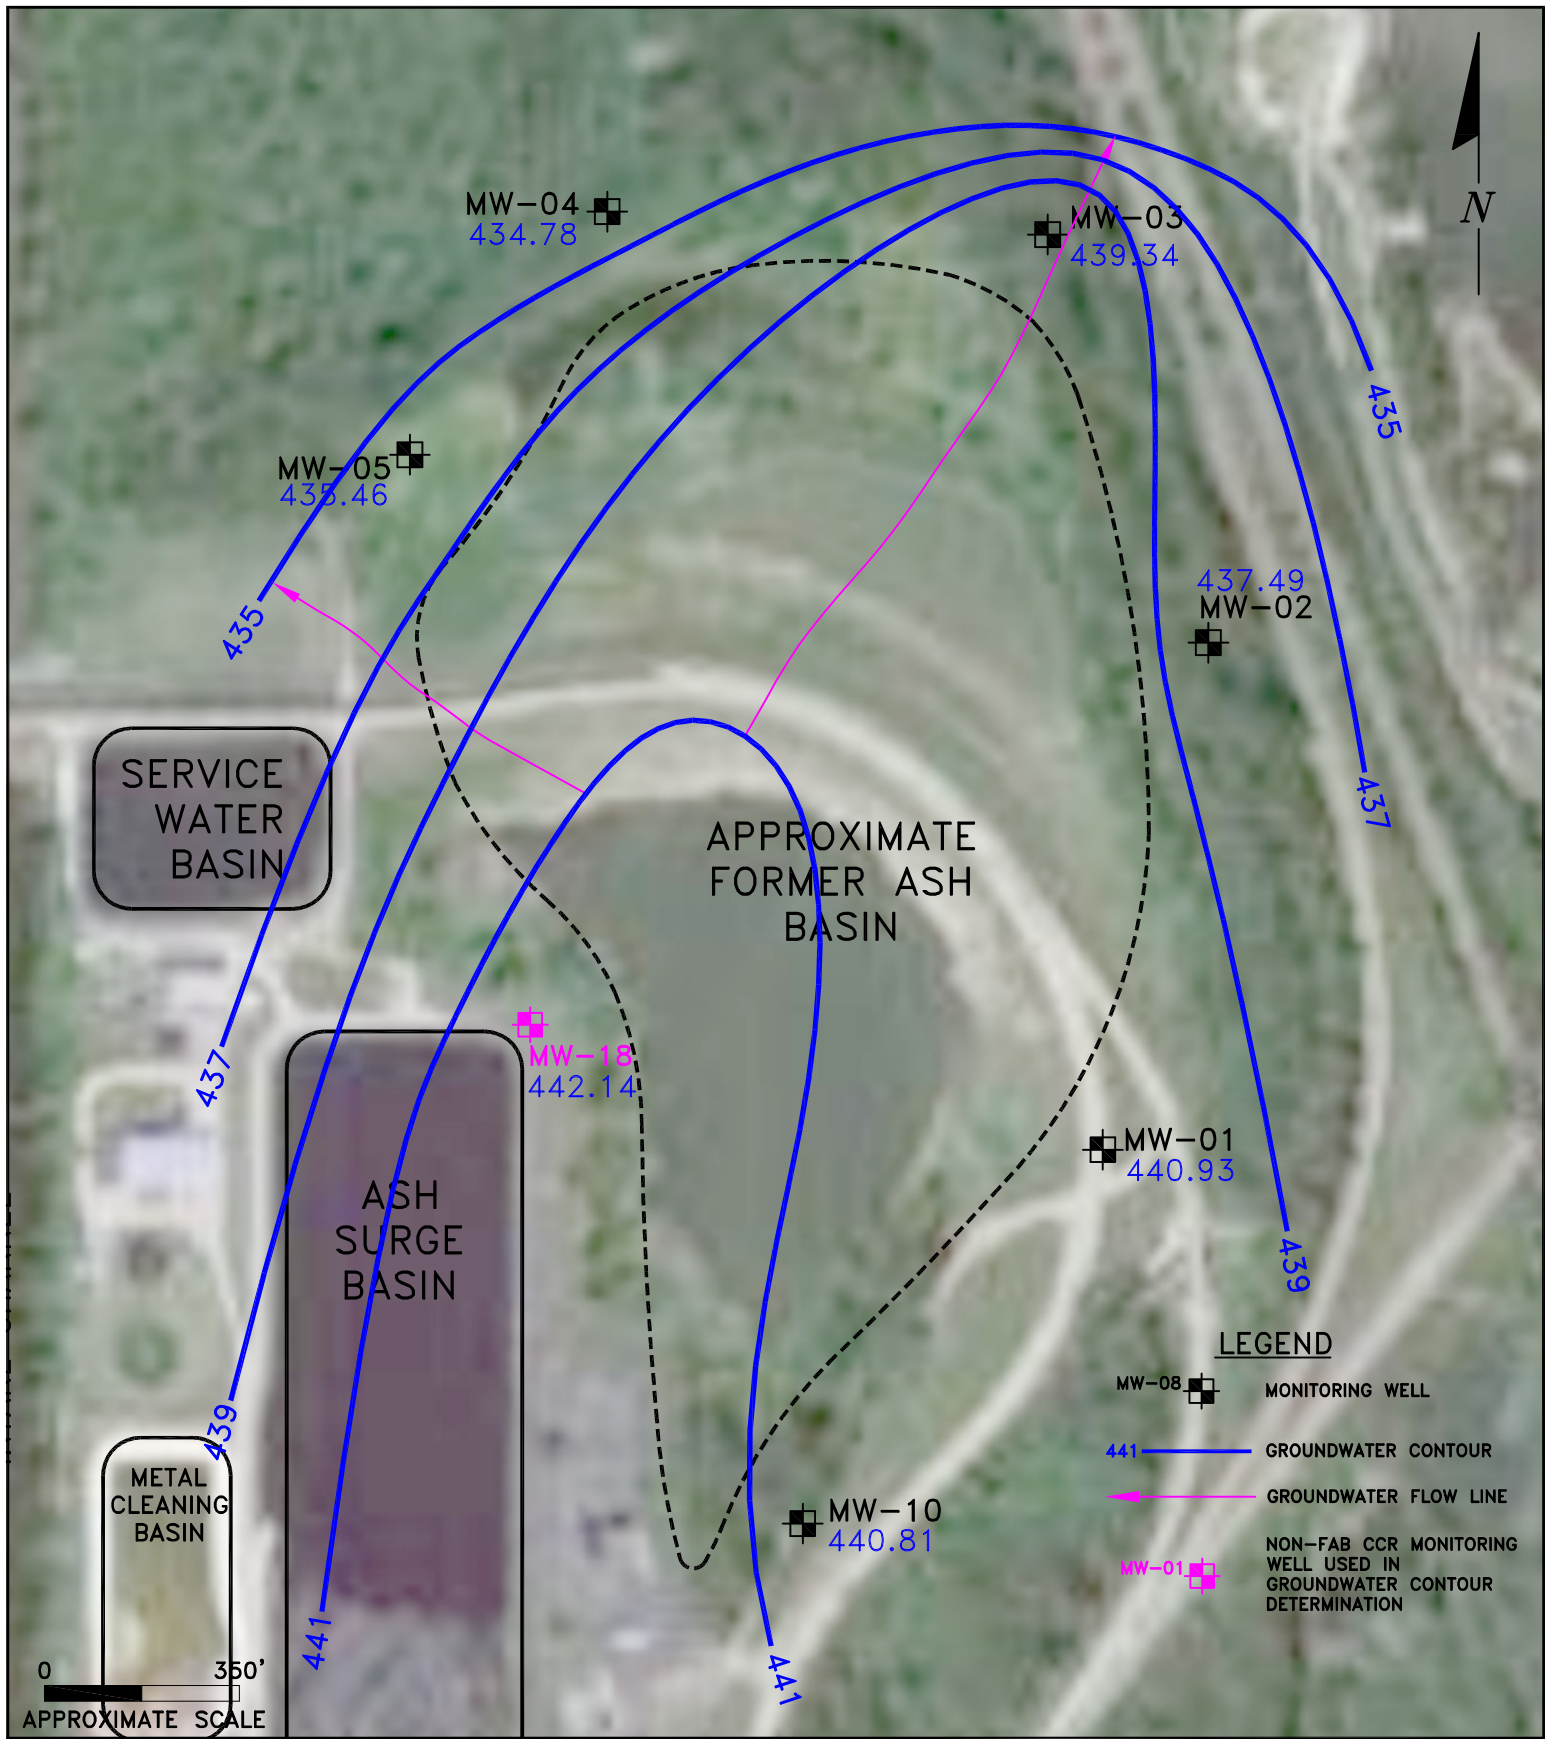 N
MW-04
434.78
MW-03
439.34
435
MW-05
435.46
437.49
MW-02
435
SERVICE
WATER
BASIN
437
APPROXIMATE
FORMER ASH
BASIN
437
MW-18
442.14
MW-01
440.93
ASH
SURGE
BASIN
439
439
METAL
CLEANING
BASIN
MW-10
440.81
441
441
LEGEND
MW-08 MONITORING WELL
441 GROUNDWATER CONTOUR
GROUNDWATER FLOW LINE
MW-01 NON-FAB CCR MONITORING
WELL USED IN
GROUNDWATER CONTOUR
DETERMINATION
0 350'
APPROXIMATE SCALE